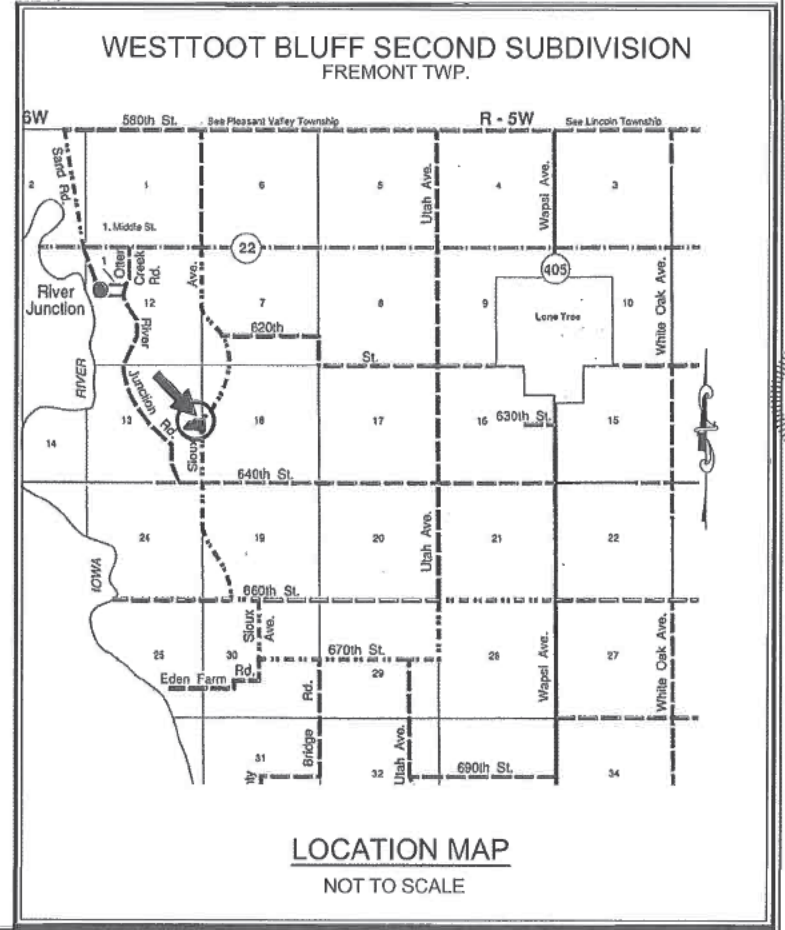 WESTTOOT BLUFF SECOND SUBDIVISION
FREMONT TWP.
6W
580th St.
See Pleasant Valley Township
R - 5W
See Lincoln Township
Sand Rd.
2
1
6
5
Utah Ave.
4
Wapsi Ave.
3
1. Middle St.
22
405
1
Otter
Creek Rd.
Ave.
River
Junction
12
River
7
8
9
Lone Tree
10
White Oak Ave.
620th
St.
RIVER
Junction Rd.
13
14
18
17
16
630th St.
15
Sioux
640th St.
24
19
20
Utah Ave.
21
22
IOWA
660th St.
25
30
Sioux
Ave.
670th St.
29
28
Wapsi Ave.
27
White Oak Ave.
Eden Farm
Rd.
Rd.
Bridge
31
nty
32
Utah Ave.
690th St.
34
LOCATION MAP
NOT TO SCALE